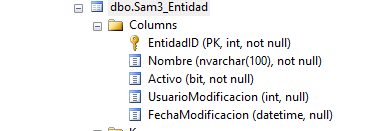 dbo.Sam3_Entidad
Columns
EntidadID (PK, int, not null)
Nombre (nvarchar(100), not null)
Activo (bit, not null)
UsuarioModificacion (int, null)
FechaModificacion (datetime, null)